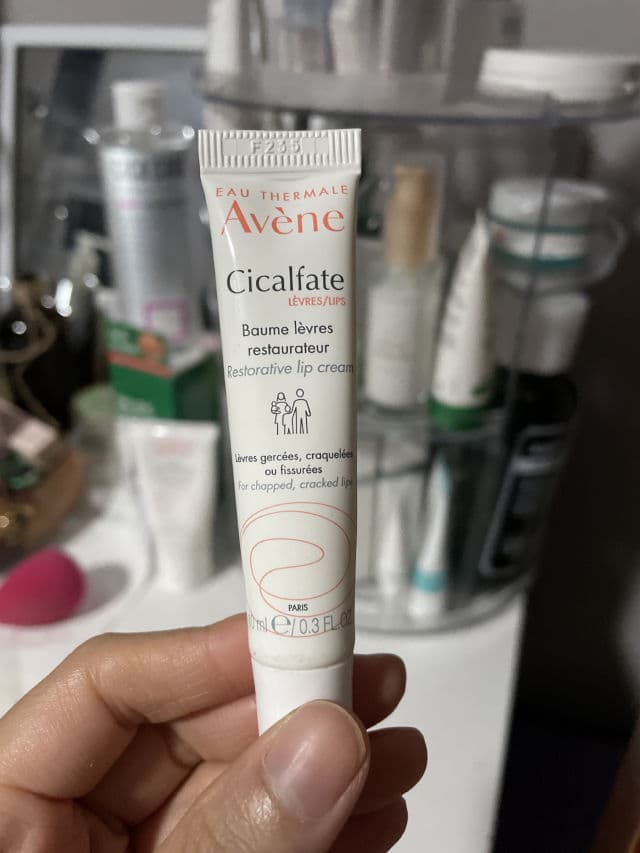 F235
EAU THERMALE
Avène
Cicalfate
LÈVRES/LIPS
Baume lèvres
restaurateur
Restorative lip cream
Lèvres gercées, craquelées
ou fissurées
For chapped, cracked lips
PARIS
ml e / 0.3 FL.OZ